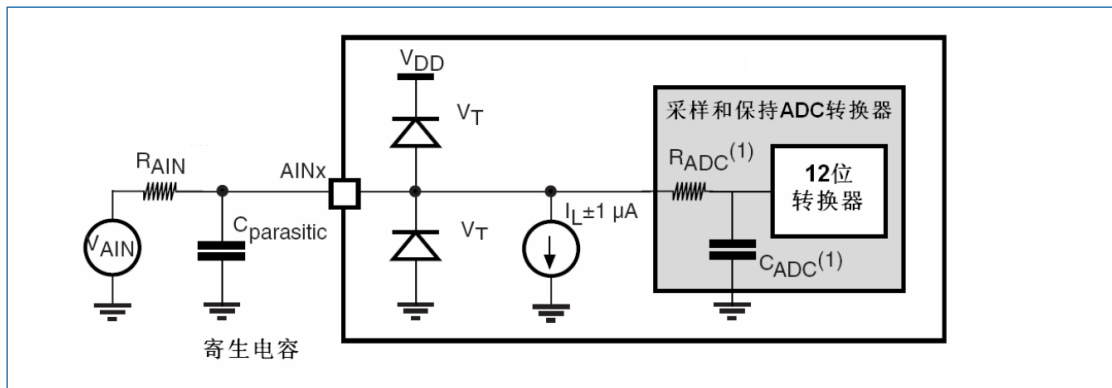 V_DD
V_T
采样和保持ADC转换器
R_AIN
AINx
R_ADC^(1)
12位
转换器
V_AIN
C_parasitic
V_T
I_L±1 μA
C_ADC^(1)
寄生电容